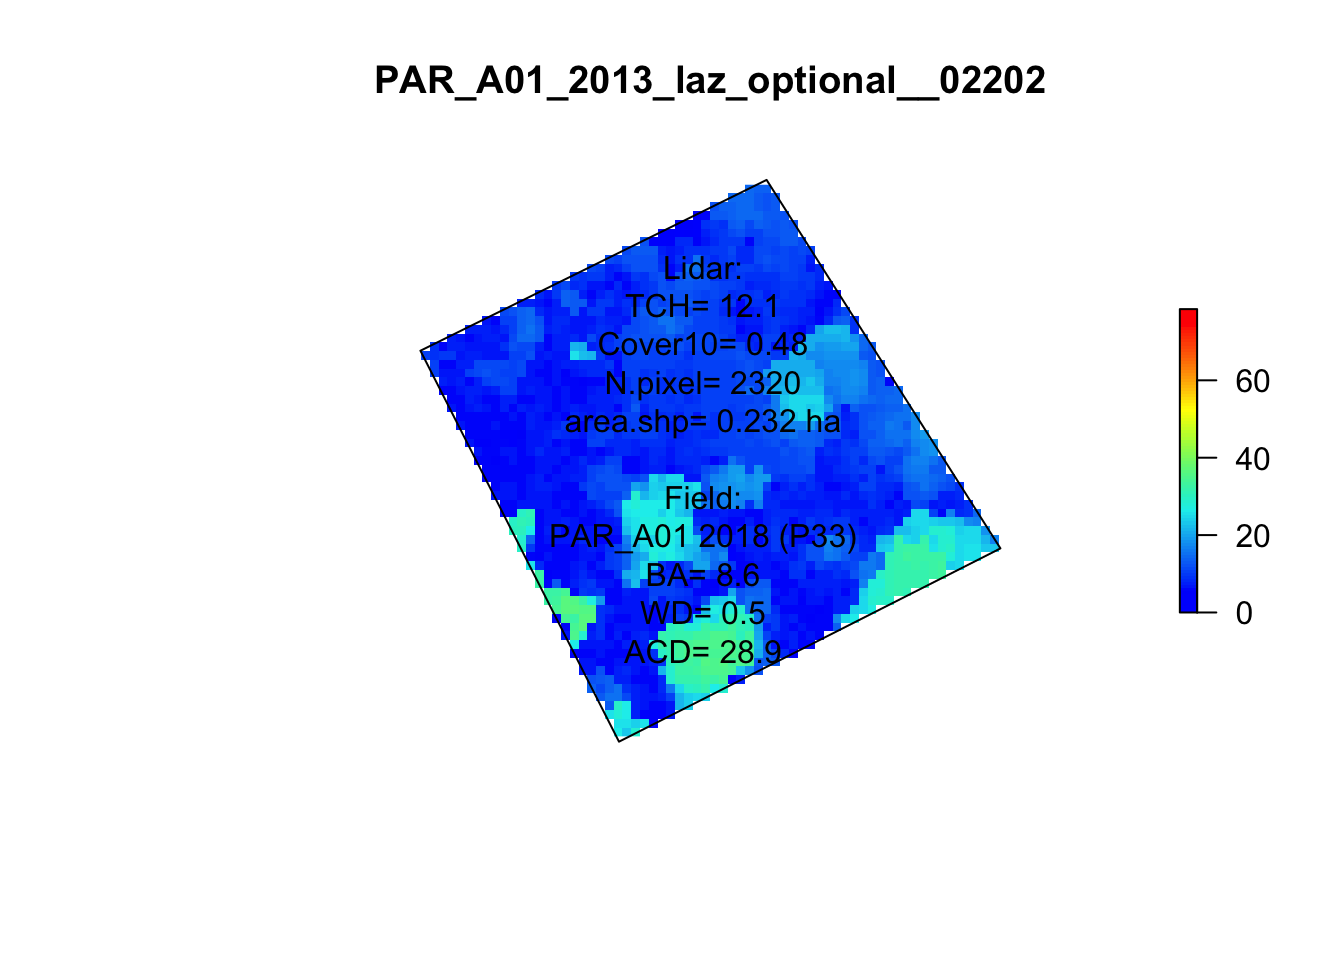 PAR_A01_2013_laz_optional__02202
Lidar:
TCH= 12.1
Cover10= 0.48
N.pixel= 2320
area.shp= 0.232 ha
Field:
PAR_A01 2018 (P33)
BA= 8.6
WD= 0.5
ACD= 28.9
60
40
20
0